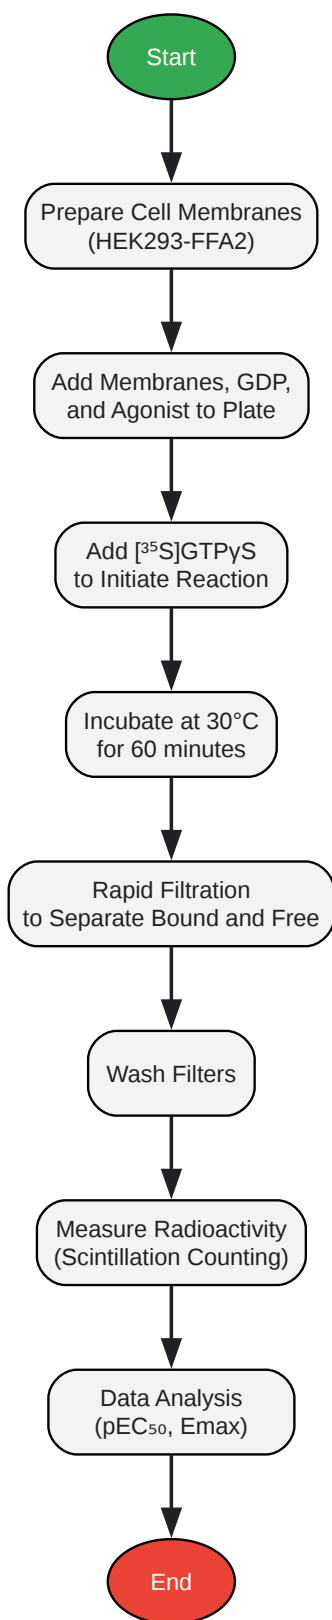 Start
Prepare Cell Membranes
(HEK293-FFA2)
Add Membranes, GDP,
and Agonist to Plate
Add [³⁵S]GTPγS
to Initiate Reaction
Incubate at 30°C
for 60 minutes
Rapid Filtration
to Separate Bound and Free
Wash Filters
Measure Radioactivity
(Scintillation Counting)
Data Analysis
(pEC₅₀, Emax)
End